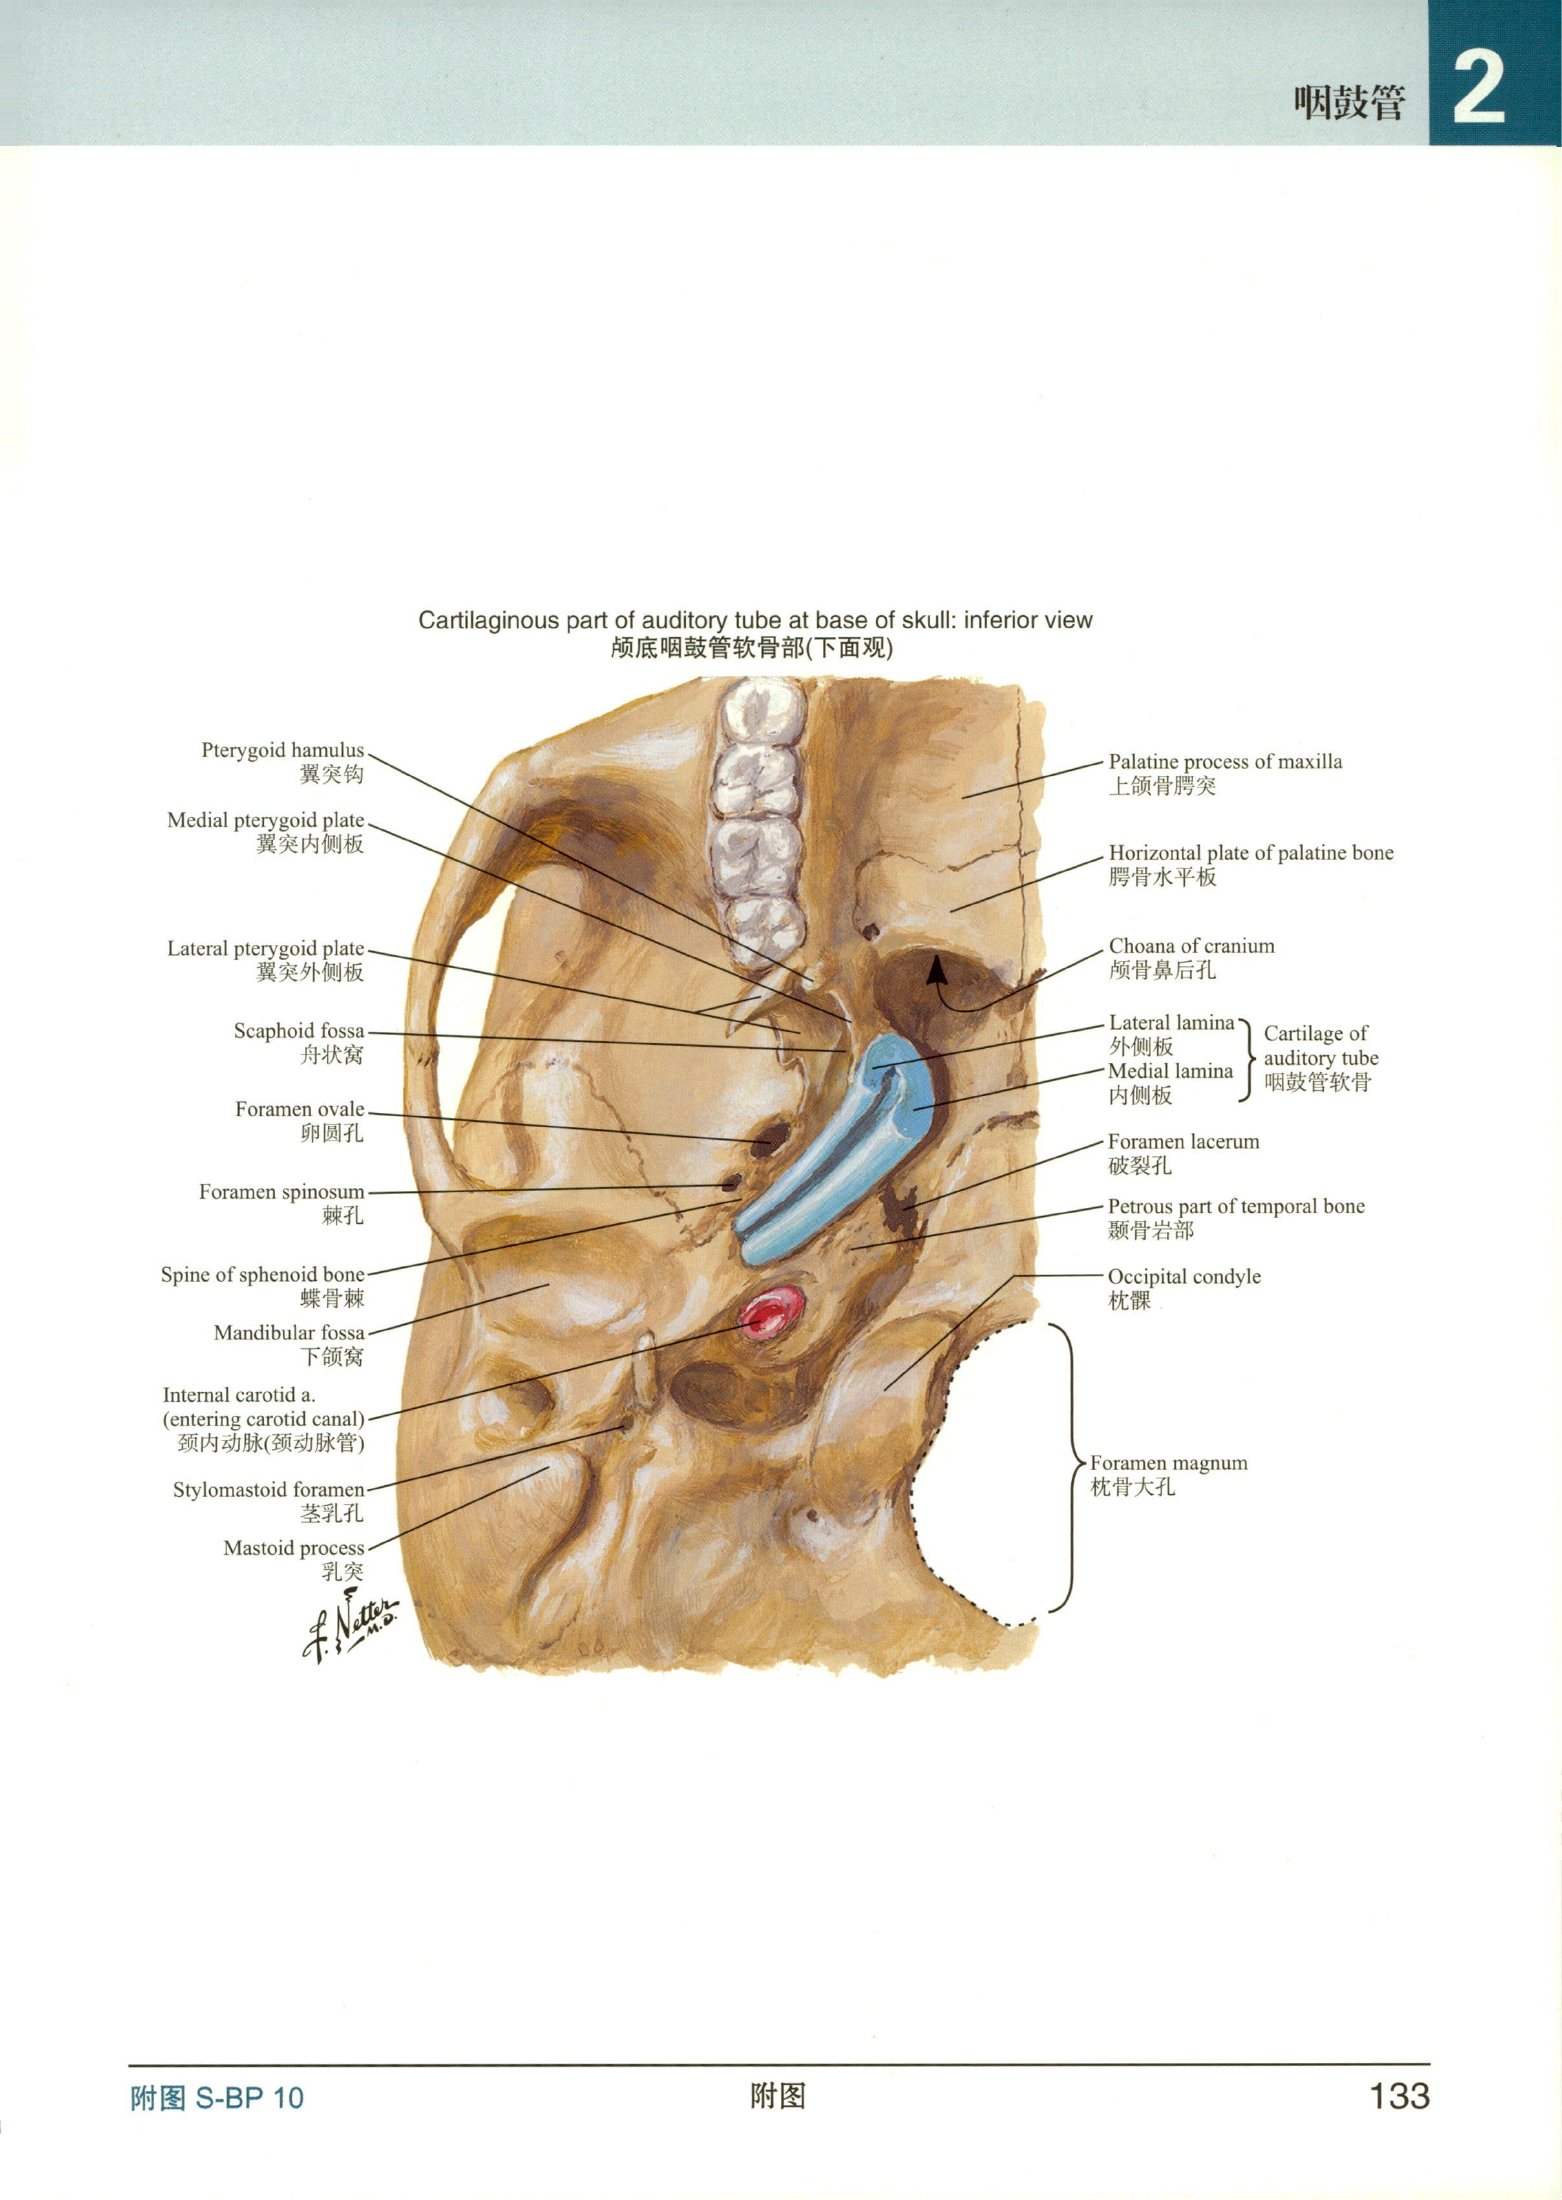 咽鼓管
2
Cartilaginous part of auditory tube at base of skull: inferior view
颅底咽鼓管软骨部(下面观)
Pterygoid hamulus
翼突钩
Medial pterygoid plate
翼突内侧板
Lateral pterygoid plate
翼突外侧板
Scaphoid fossa
舟状窝
Foramen ovale
卵圆孔
Foramen spinosum
棘孔
Spine of sphenoid bone
蝶骨棘
Mandibular fossa
下颌窝
Internal carotid a.
(entering carotid canal)
颈内动脉(颈动脉管)
Stylomastoid foramen
茎乳孔
Mastoid process
乳突
Palatine process of maxilla
上颌骨腭突
Horizontal plate of palatine bone
腭骨水平板
Choana of cranium
颅骨鼻后孔
Lateral lamina
外侧板
Medial lamina
内侧板
Cartilage of
auditory tube
咽鼓管软骨
Foramen lacerum
破裂孔
Petrous part of temporal bone
颞骨岩部
Occipital condyle
枕髁
Foramen magnum
枕骨大孔
F. Netter
M.D.
附图 S-BP 10
附图
133